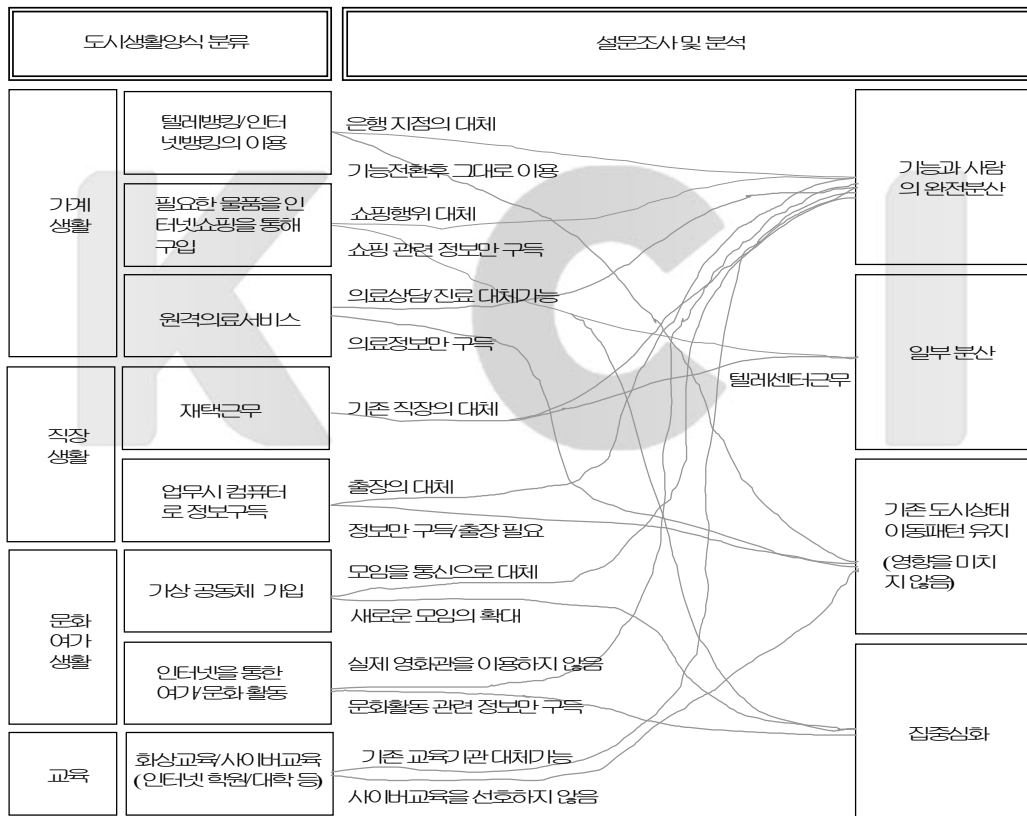 도시생활양식 분류
설문조사 및 분석
가계
생활
텔레뱅킹/인터
넷뱅킹의 이용
은행 지점의 대체
기능전환후 그대로 이용
필요한 물품을 인
터넷쇼핑을 통해
구입
쇼핑행위 대체
쇼핑 관련 정보만 구득
원격의료서비스
의료상담/진료 대체가능
의료정보만 구득
직장
생활
재택근무
기존 직장의 대체
텔레센터근무
업무시 컴퓨터
로 정보구득
출장의 대체
정보만 구득/출장 필요
문화
여가
생활
가상 공동체 가입
모임을 통신으로 대체
새로운 모임의 확대
인터넷을 통한
여가/문화 활동
실제 영화관을 이용하지 않음
문화활동 관련 정보만 구득
교육
화상교육/사이버교육
(인터넷 학원/대학 등)
기존 교육기관 대체가능
사이버교육을 선호하지 않음
기능과 사람
의 완전분산
일부 분산
기존 도시상태
이동패턴 유지
(영향을 미치
지 않음)
집중심화
KCI